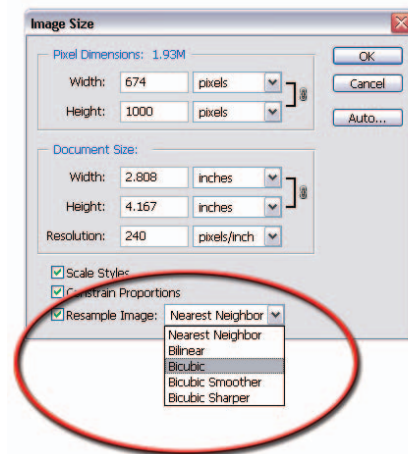 Image Size
Pixel Dimensions: 1.93M
OK
Width: 674 pixels
Cancel
Height: 1000 pixels
Auto...
Document Size:
Width: 2.808 inches
Height: 4.167 inches
Resolution: 240 pixels/inch
Scale Styles
Constrain Proportions
Resample Image: Nearest Neighbor
Nearest Neighbor
Bilinear
Bicubic
Bicubic Smoother
Bicubic Sharper